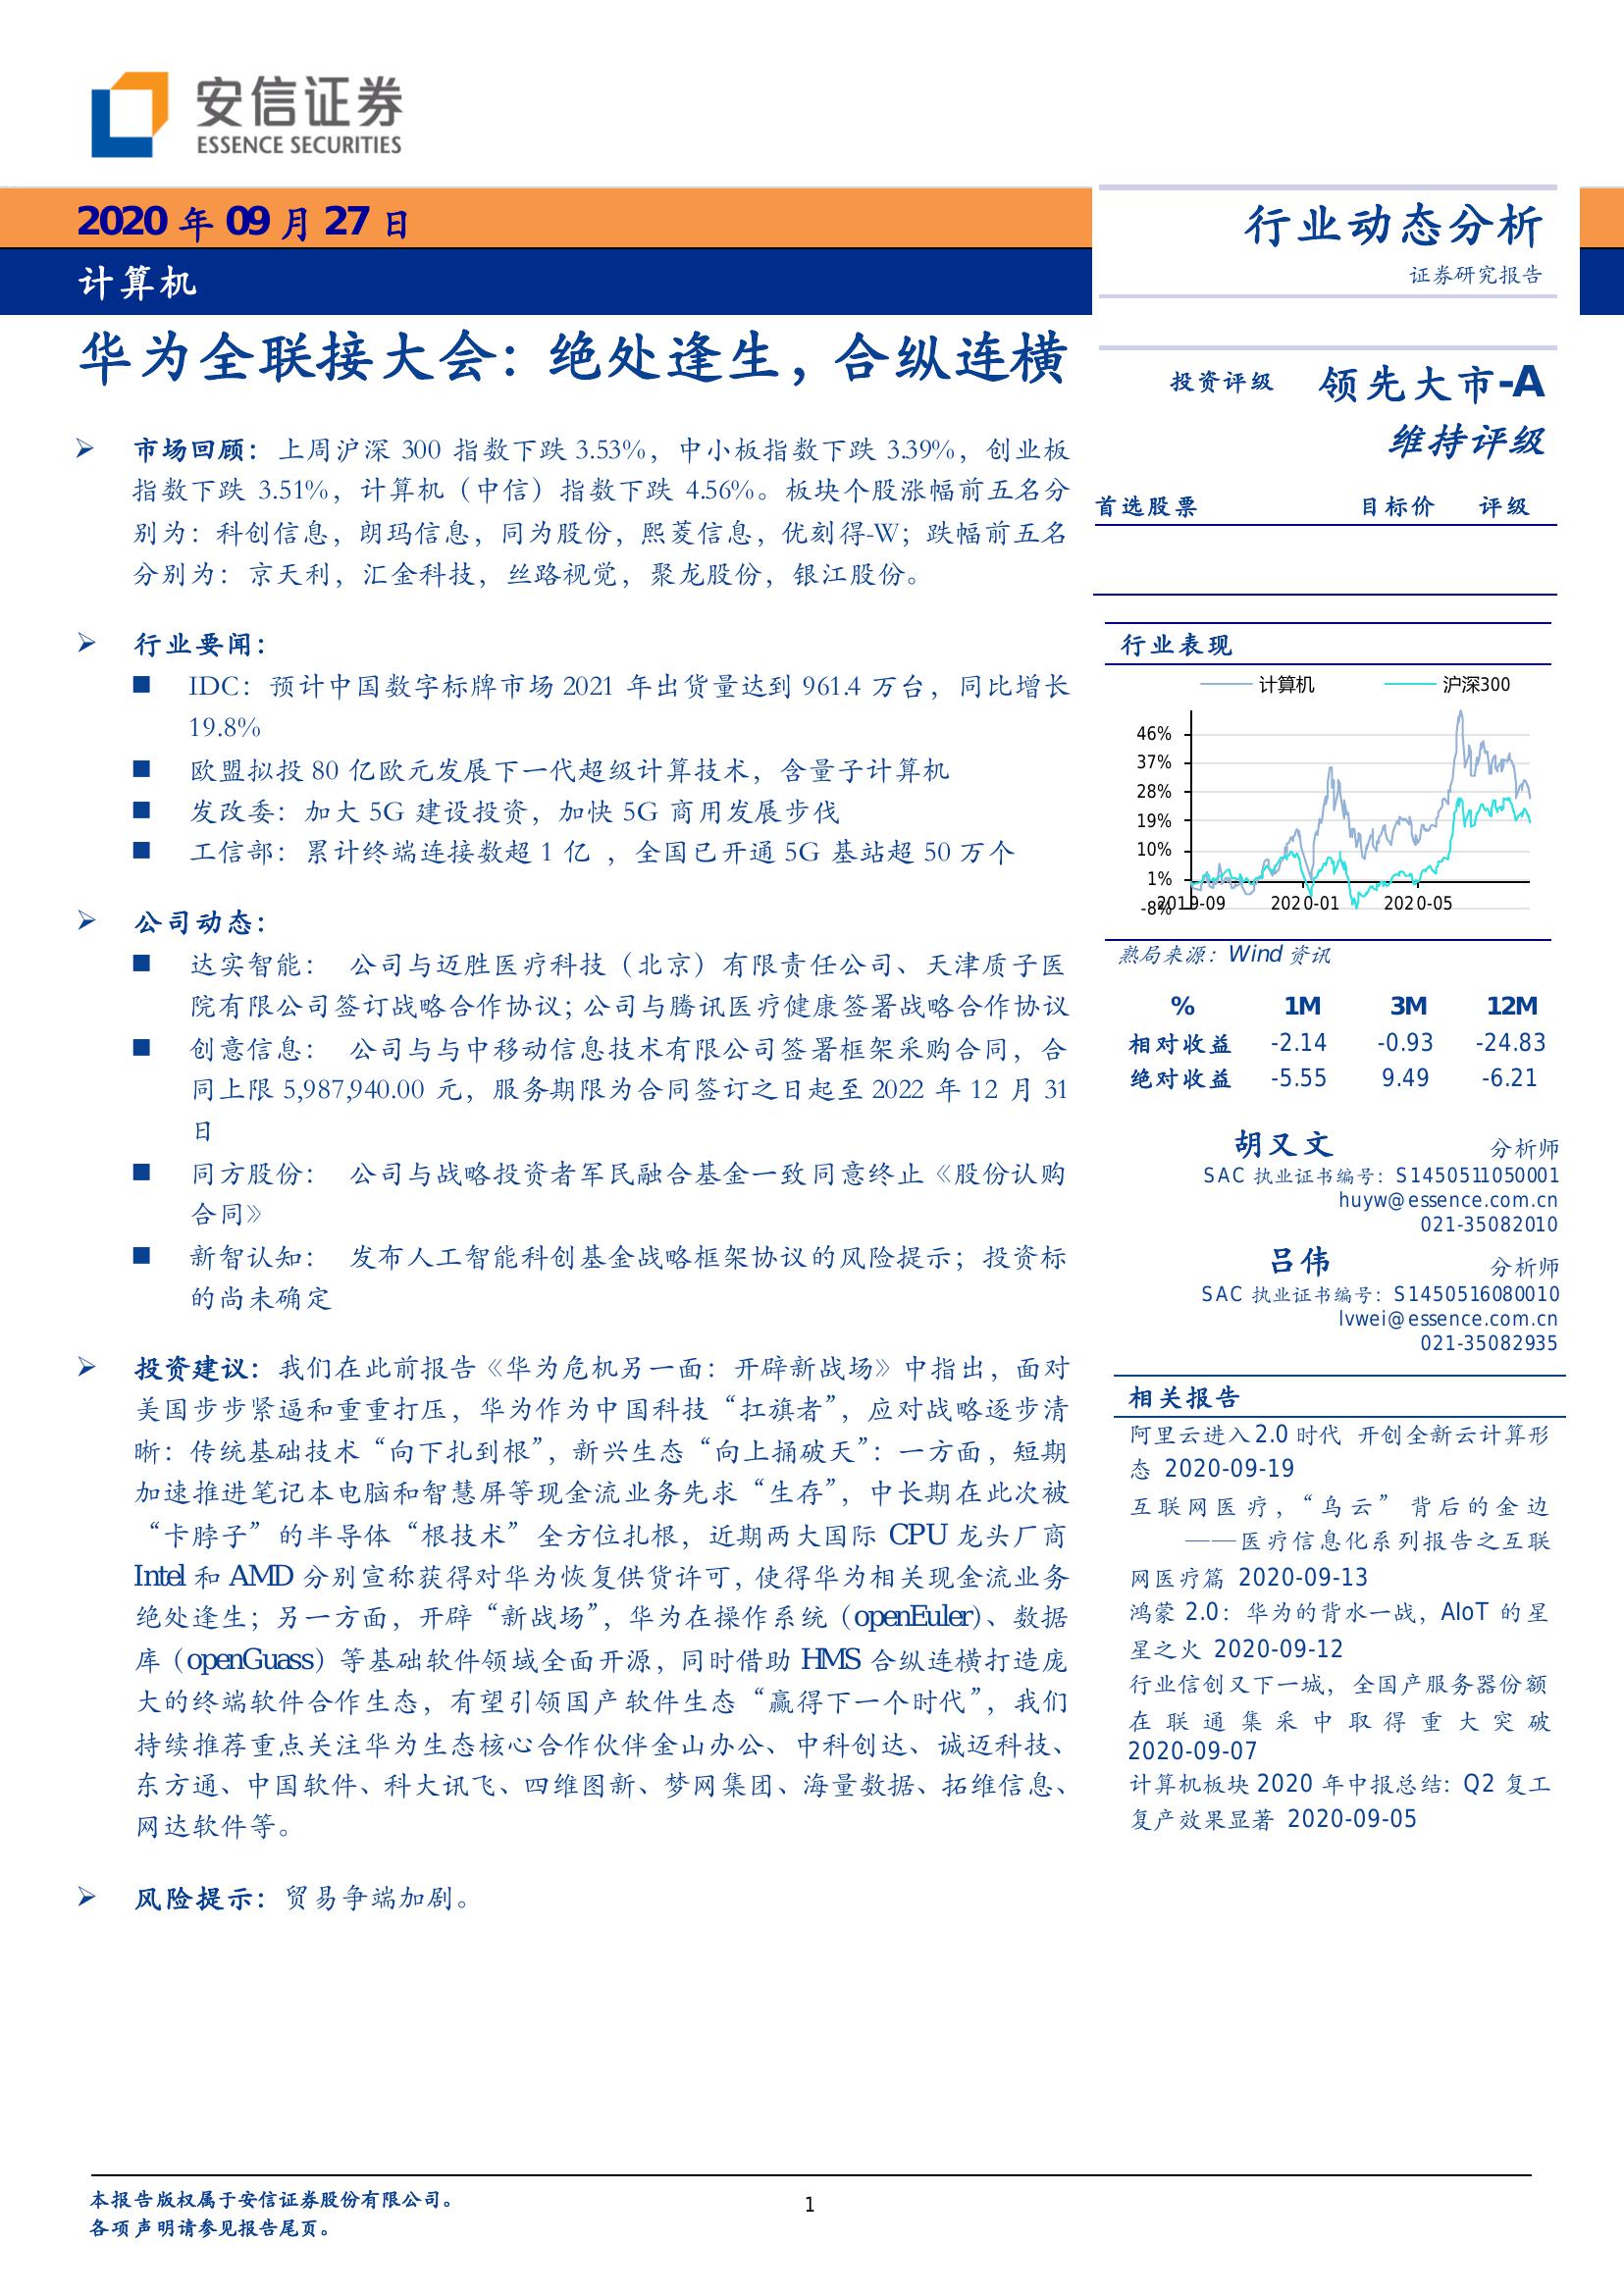 安信证券
ESSENCE SECURITIES
2020 年 09 月 27 日
计算机
行业动态分析
证券研究报告
华为全联接大会：绝处逢生，合纵连横
市场回顾：上周沪深 300 指数下跌 3.53%，中小板指数下跌 3.39%，创业板
指数下跌 3.51%，计算机（中信）指数下跌 4.56%。板块个股涨幅前五名分
别为：科创信息，朗玛信息，同为股份，熙菱信息，优刻得-W；跌幅前五名
分别为：京天利，汇金科技，丝路视觉，聚龙股份，银江股份。
行业要闻：
IDC：预计中国数字标牌市场 2021 年出货量达到 961.4 万台，同比增长
19.8%
欧盟拟投 80 亿欧元发展下一代超级计算技术，含量子计算机
发改委：加大 5G 建设投资，加快 5G 商用发展步伐
工信部：累计终端连接数超 1 亿 ，全国已开通 5G 基站超 50 万个
公司动态：
达实智能： 公司与迈胜医疗科技（北京）有限责任公司、天津质子医
院有限公司签订战略合作协议；公司与腾讯医疗健康签署战略合作协议
创意信息： 公司与与中移动信息技术有限公司签署框架采购合同，合
同上限 5,987,940.00 元，服务期限为合同签订之日起至 2022 年 12 月 31
日
同方股份： 公司与战略投资者军民融合基金一致同意终止《股份认购
合同》
新智认知： 发布人工智能科创基金战略框架协议的风险提示；投资标
的尚未确定
投资建议：我们在此前报告《华为危机另一面：开辟新战场》中指出，面对
美国步步紧逼和重重打压，华为作为中国科技“扛旗者”，应对战略逐步清
晰：传统基础技术“向下扎到根”，新兴生态“向上捅破天”：一方面，短期
加速推进笔记本电脑和智慧屏等现金流业务先求“生存”，中长期在此次被
“卡脖子”的半导体“根技术”全方位扎根，近期两大国际 CPU 龙头厂商
Intel 和 AMD 分别宣称获得对华为恢复供货许可，使得华为相关现金流业务
绝处逢生；另一方面，开辟“新战场”，华为在操作系统（openEuler）、数据
库（openGuass）等基础软件领域全面开源，同时借助 HMS 合纵连横打造庞
大的终端软件合作生态，有望引领国产软件生态“赢得下一个时代”，我们
持续推荐重点关注华为生态核心合作伙伴金山办公、中科创达、诚迈科技、
东方通、中国软件、科大讯飞、四维图新、梦网集团、海量数据、拓维信息、
网达软件等。
风险提示：贸易争端加剧。
投资评级 领先大市-A
维持评级
首选股票 目标价 评级
行业表现
计算机 沪深300
46%
37%
28%
19%
10%
1%
-8%
2019-09 2020-01 2020-05
熟局来源：Wind 资讯
% 1M 3M 12M
相对收益 -2.14 -0.93 -24.83
绝对收益 -5.55 9.49 -6.21
胡又文 分析师
SAC 执业证书编号：S1450511050001
huyw@essence.com.cn
021-35082010
吕伟 分析师
SAC 执业证书编号：S1450516080010
lvwei@essence.com.cn
021-35082935
相关报告
阿里云进入 2.0 时代 开创全新云计算形
态 2020-09-19
互联网医疗，“乌云” 背后的金边
——医疗信息化系列报告之互联
网医疗篇 2020-09-13
鸿蒙 2.0：华为的背水一战，AIoT 的星
星之火 2020-09-12
行业信创又下一城，全国产服务器份额
在联通集采中取得重大突破
2020-09-07
计算机板块 2020 年中报总结：Q2 复工
复产效果显著 2020-09-05
本报告版权属于安信证券股份有限公司。
各项声明请参见报告尾页。
1